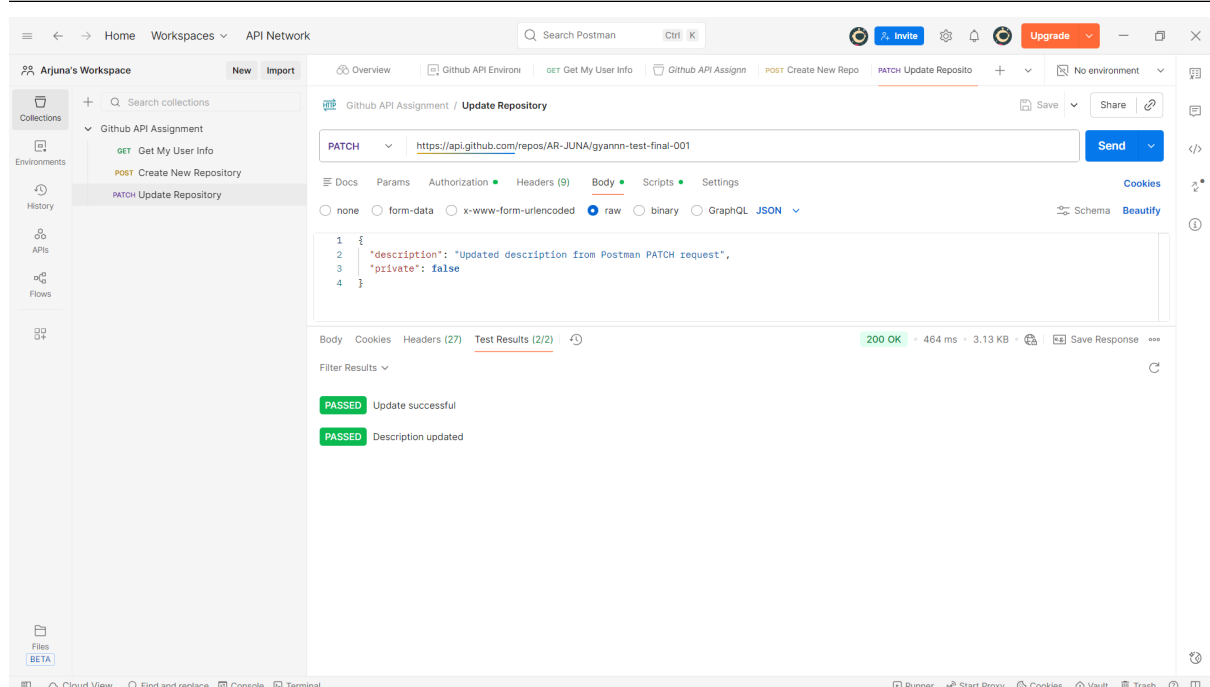 Home Workspaces API Network Search Postman Ctrl K Invite Upgrade
Arjuna's Workspace New Import Overview Github API Environ GET Get My User Info Github API Assignn POST Create New Repo PATCH Update Reposito No environment
Collections
Environments
History
APIs
Flows
Files
BETA
Search collections
Github API Assignment
GET Get My User Info
POST Create New Repository
PATCH Update Repository
HTTP Github API Assignment / Update Repository Save Share
PATCH https://api.github.com/repos/AR-JUNA/gyannn-test-final-001 Send
Docs Params Authorization Headers (9) Body Scripts Settings Cookies
none form-data x-www-form-urlencoded raw binary GraphQL JSON Schema Beautify
1 {
2 "description": "Updated description from Postman PATCH request",
3 "private": false
4 }
Body Cookies Headers (27) Test Results (2/2) 200 OK 464 ms 3.13 KB e.g. Save Response
Filter Results
PASSED Update successful
PASSED Description updated
Cloud View Find and replace Console Terminal Runner Start Proxy Cookies Vault Trash